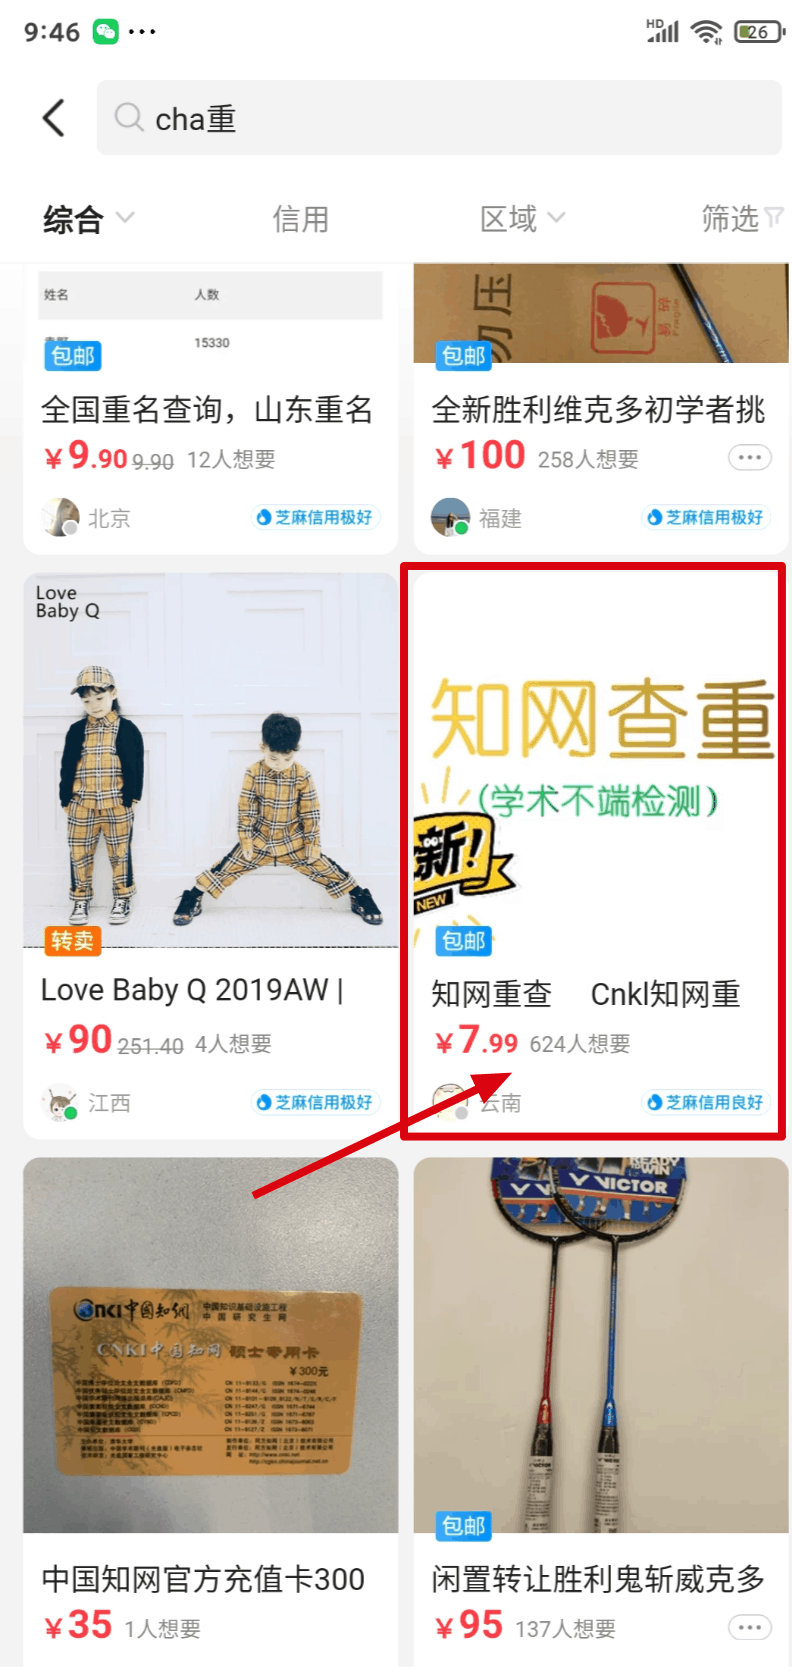 9:46
HD
26
cha重
综合
信用
区域
筛选
姓名 人数
15330
包邮
全国重名查询，山东重名
¥9.90 9.90 12人想要
北京 芝麻信用极好
易碎
Fragile
包邮
全新胜利维克多初学者挑
¥100 258人想要
福建 芝麻信用极好
Love
Baby Q
转卖
Love Baby Q 2019AW |
¥90 251.40 4人想要
江西 芝麻信用极好
知网查重
(学术不端检测)
新!
NEW
包邮
知网重查 Cnkl知网重
¥7.99 624人想要
云南 芝麻信用良好
cnki中国知网
中国知识基础设施工程
中国研究生网
CNKI中国知网 硕士专用卡
¥300元
中国知网官方充值卡300
¥35 1人想要
READY
TO WIN
VICTOR
包邮
闲置转让胜利鬼斩威克多
¥95 137人想要